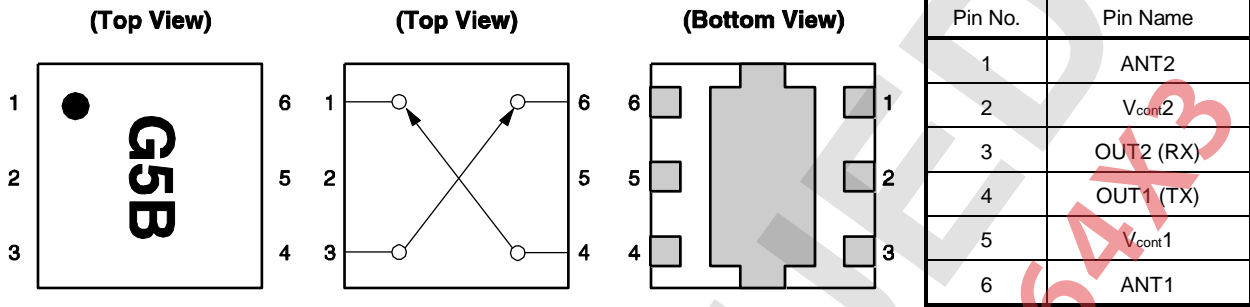 (Top View)
1 6
2 5
3 4
G5B
(Top View)
1 6
2 5
3 4
(Bottom View)
6 1
5 2
4 3
Pin No. Pin Name
1 ANT2
2 Vcont2
3 OUT2 (RX)
4 OUT1 (TX)
5 Vcont1
6 ANT1
64X3